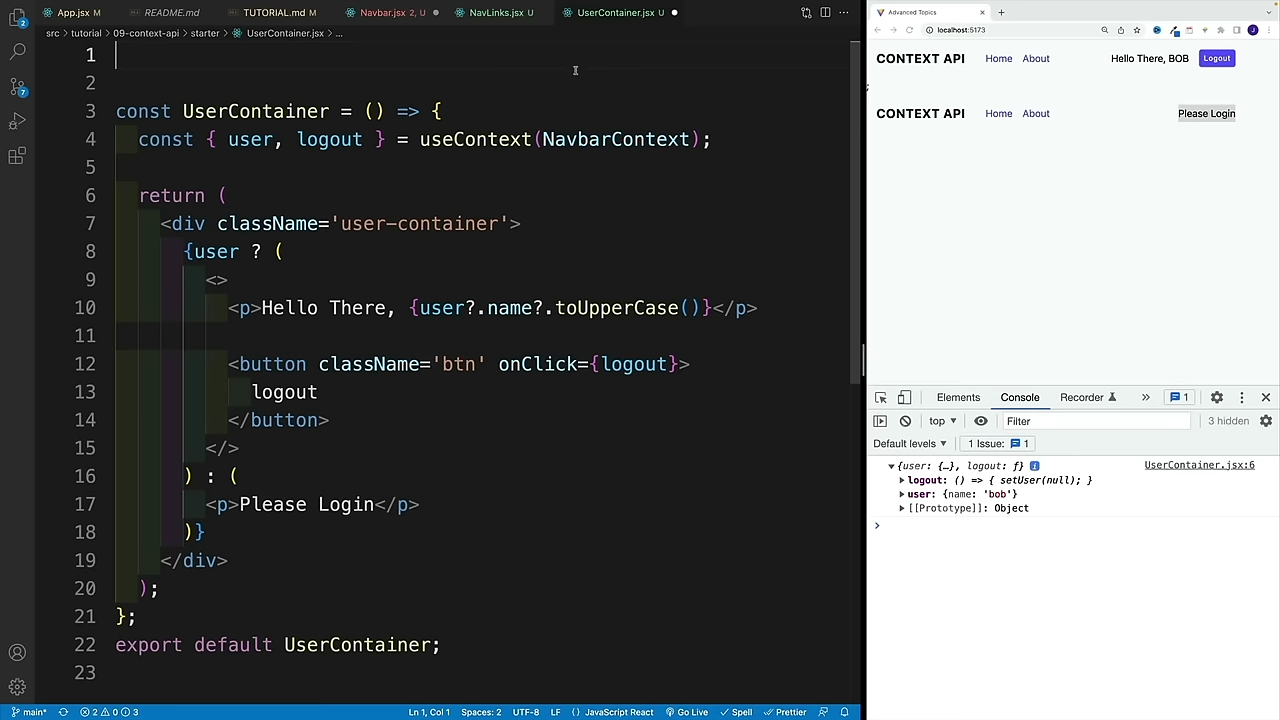 App.jsx M
README.md
TUTORIAL.md M
Navbar.jsx 2, U
NavLinks.jsx U
UserContainer.jsx U
src › tutorial › 09-context-api › starter › UserContainer.jsx › ...
1
2
3 const UserContainer = () => {
4 const { user, logout } = useContext(NavbarContext);
5
6 return (
7 <div className='user-container'>
8 {user ? (
9 <>
10 <p>Hello There, {user?.name?.toUpperCase()}</p>
11
12 <button className='btn' onClick={logout}>
13 logout
14 </button>
15 </>
16 ) : (
17 <p>Please Login</p>
18 )}
19 </div>
20 );
21 };
22 export default UserContainer;
23
2
7
main*
2 0 3
Ln 1, Col 1
Spaces: 2
UTF-8
LF
{} JavaScript React
Go Live
Spell
Prettier
Advanced Topics
localhost:5173
J
CONTEXT API Home About Hello There, BOB Logout
;
CONTEXT API Home About Please Login
Elements Console Recorder » 1
top Filter 3 hidden
Default levels 1 Issue: 1
{user: {…}, logout: ƒ} i UserContainer.jsx:6
logout: () => { setUser(null); }
user: {name: 'bob'}
[[Prototype]]: Object
>